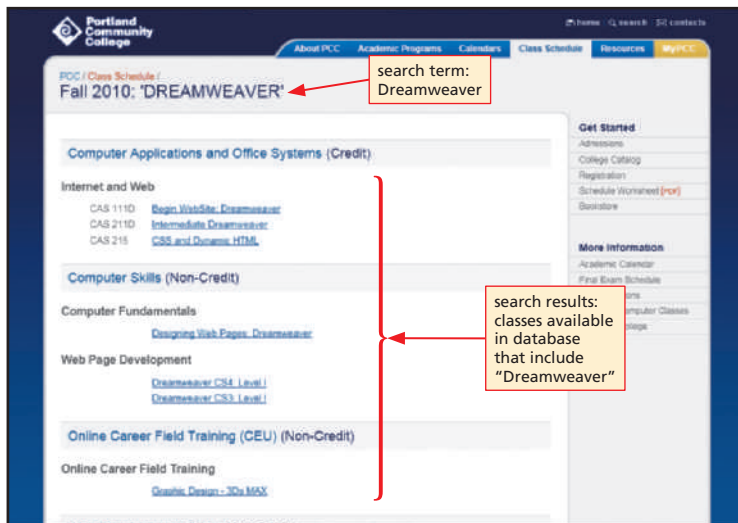 Portland
Community
College
home search contacts
About PCC Academic Programs Calendars Class Schedule Resources MyPCC
PCC / Class Schedule /
Fall 2010: 'DREAMWEAVER'
search term:
Dreamweaver
Computer Applications and Office Systems (Credit)
Internet and Web
CAS 111D Begin WebSite: Dreamweaver
CAS 211D Intermediate Dreamweaver
CAS 215 CSS and Dynamic HTML
Computer Skills (Non-Credit)
Computer Fundamentals
Designing Web Pages: Dreamweaver
Web Page Development
Dreamweaver CS4: Level I
Dreamweaver CS3: Level I
Online Career Field Training (CEU) (Non-Credit)
Online Career Field Training
Graphic Design - 3Ds MAX
Get Started
Admissions
College Catalog
Registration
Schedule Worksheet [PDF]
Bookstore
More Information
Academic Calendar
Final Exam Schedule
Classes
search results:
classes available
in database
that include
“Dreamweaver”